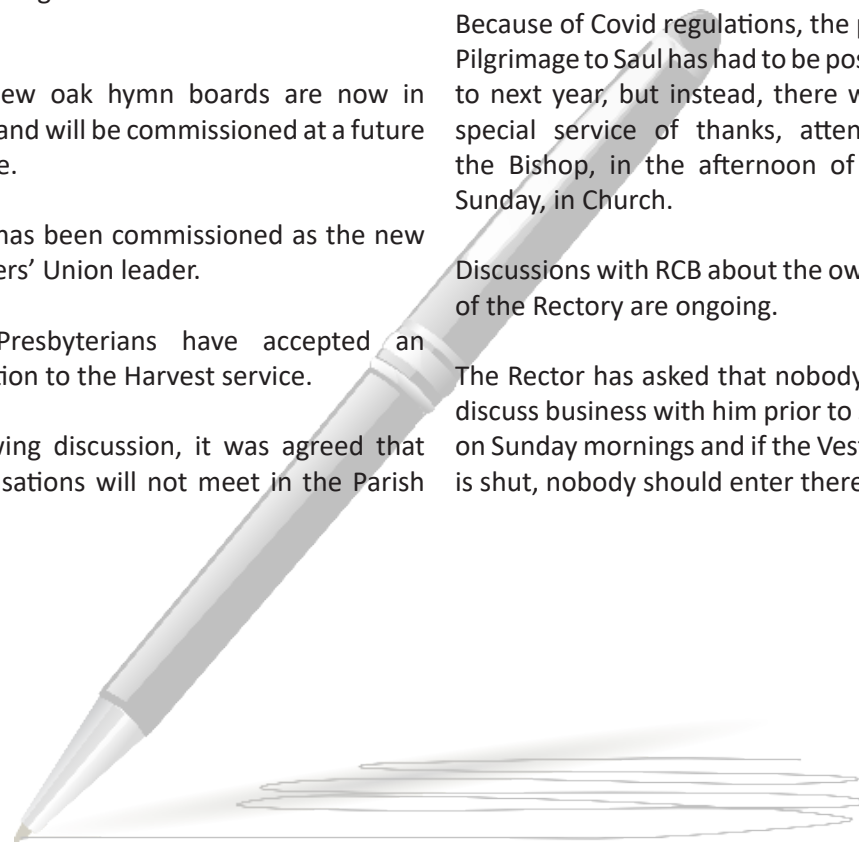 ew oak hymn boards are now in
and will be commissioned at a future
e.
has been commissioned as the new
ers’ Union leader.
Presbyterians have accepted an
tion to the Harvest service.
ving discussion, it was agreed that
sations will not meet in the Parish
Because of Covid regulations, the p
Pilgrimage to Saul has had to be pos
to next year, but instead, there w
special service of thanks, atten
the Bishop, in the afternoon of
Sunday, in Church.
Discussions with RCB about the ow
of the Rectory are ongoing.
The Rector has asked that nobody
discuss business with him prior to
on Sunday mornings and if the Vest
is shut, nobody should enter there